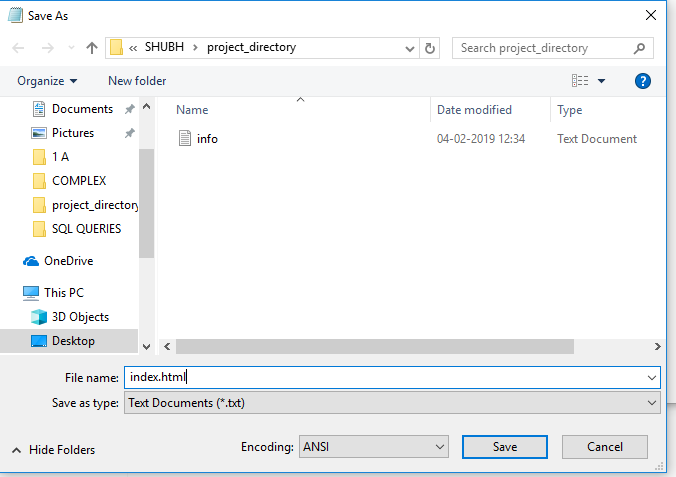 Save As
« SHUBH › project_directory
Search project_directory
Organize
New folder
?
Documents
Pictures
1 A
COMPLEX
project_directory
SQL QUERIES
OneDrive
This PC
3D Objects
Desktop
Name Date modified Type
info 04-02-2019 12:34 Text Document
File name: index.html
Save as type: Text Documents (*.txt)
Hide Folders
Encoding: ANSI
Save
Cancel